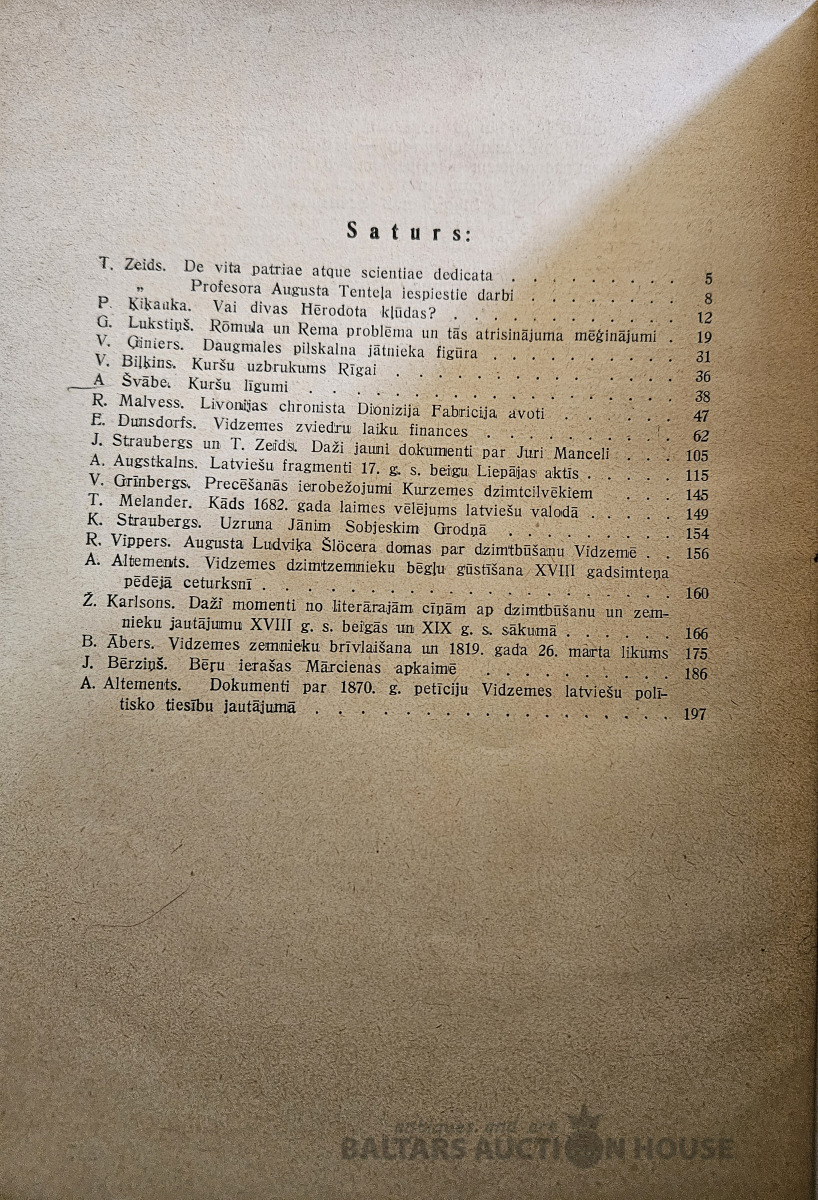 Saturs:
T. Zeids. De vita patriae atque scientiae dedicata . . . . . . . . 5
„ Profesora Augusta Tenteļa iespiestie darbi . . . . . . . 8
P. Ķiķauka. Vai divas Hērodota kļūdas? . . . . . . . . . . 12
G. Lukstiņš. Rōmula un Rema problēma un tās atrisinājuma mēģinājumi . 19
V. Ģiniers. Daugmales pilskalna jātnieka figūra . . . . . . . . . 31
V. Biļķins. Kuršu uzbrukums Rīgai . . . . . . . . . . . 36
A Švābe. Kuršu līgumi . . . . . . . . . . . . . . 38
R. Malvess. Livonijas chronista Dionizija Fabricija avoti . . . . . . 47
E. Dunsdorfs. Vidzemes zviedru laiku finances . . . . . . . . . 62
J. Straubergs un T. Zeids. Daži jauni dokumenti par Juri Manceli . . . 105
A. Augstkalns. Latviešu fragmenti 17. g. s. beigu Liepājas aktīs . . . . 115
V. Grīnbergs. Precēšanās ierobežojumi Kurzemes dzimtcilvēkiem . . . 145
T. Melander. Kāds 1682. gada laimes vēlējums latviešu valodā . . . . 149
K. Straubergs. Uzruna Jānim Sobjeskim Grodņā . . . . . . . . 154
R. Vippers. Augusta Ludviķa Šlōcera domas par dzimtbūšanu Vidzemē . . 156
A. Altements. Vidzemes dzimtzemnieku bēgļu gūstīšana XVIII gadsimteņa
pēdējā ceturksnī . . . . . . . . . . . . . . . . . 160
Ž. Karlsons. Daži momenti no literārajām cīņām ap dzimtbūšanu un zem-
nieku jautājumu XVIII g. s. beigās un XIX g. s. sākumā . . . . . 166
B. Ābers. Vidzemes zemnieku brīvlaišana un 1819. gada 26. marta likums 175
J. Bērziņš. Bēru ierašas Mārcienas apkaimē . . . . . . . . . 186
A. Altements. Dokumenti par 1870. g. petīciju Vidzemes latviešu polī-
tisko tiesību jautājumā . . . . . . . . . . . . . . . . 197
antiques and art
BALTARS AUCTION HOUSE